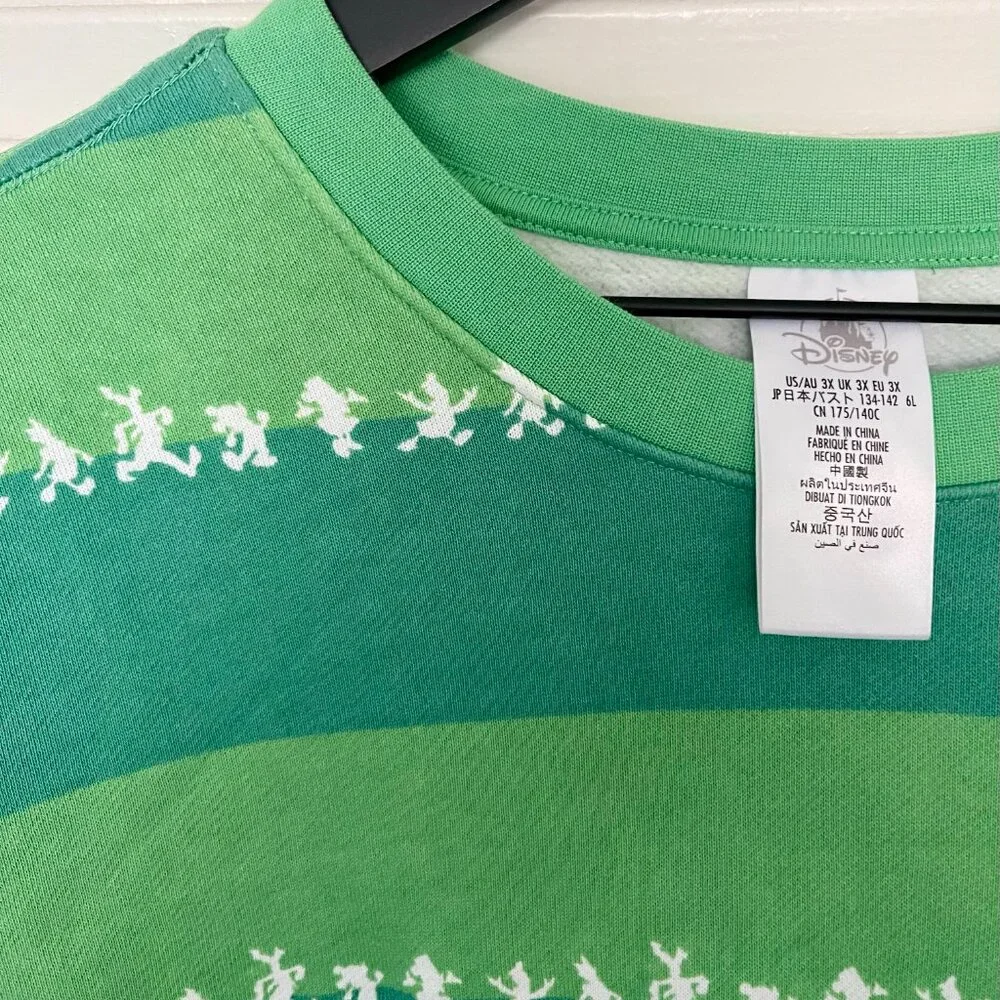 Disney
US/AU 3X UK 3X EU 3X
JP日本バスト 134-142 6L
CN 175/140C
MADE IN CHINA
FABRIQUÉ EN CHINE
HECHO EN CHINA
中國製
ผลิตในประเทศจีน
DIBUAT DI TIONGKOK
중국산
SẢN XUẤT TẠI TRUNG QUỐC
صنع في الصين